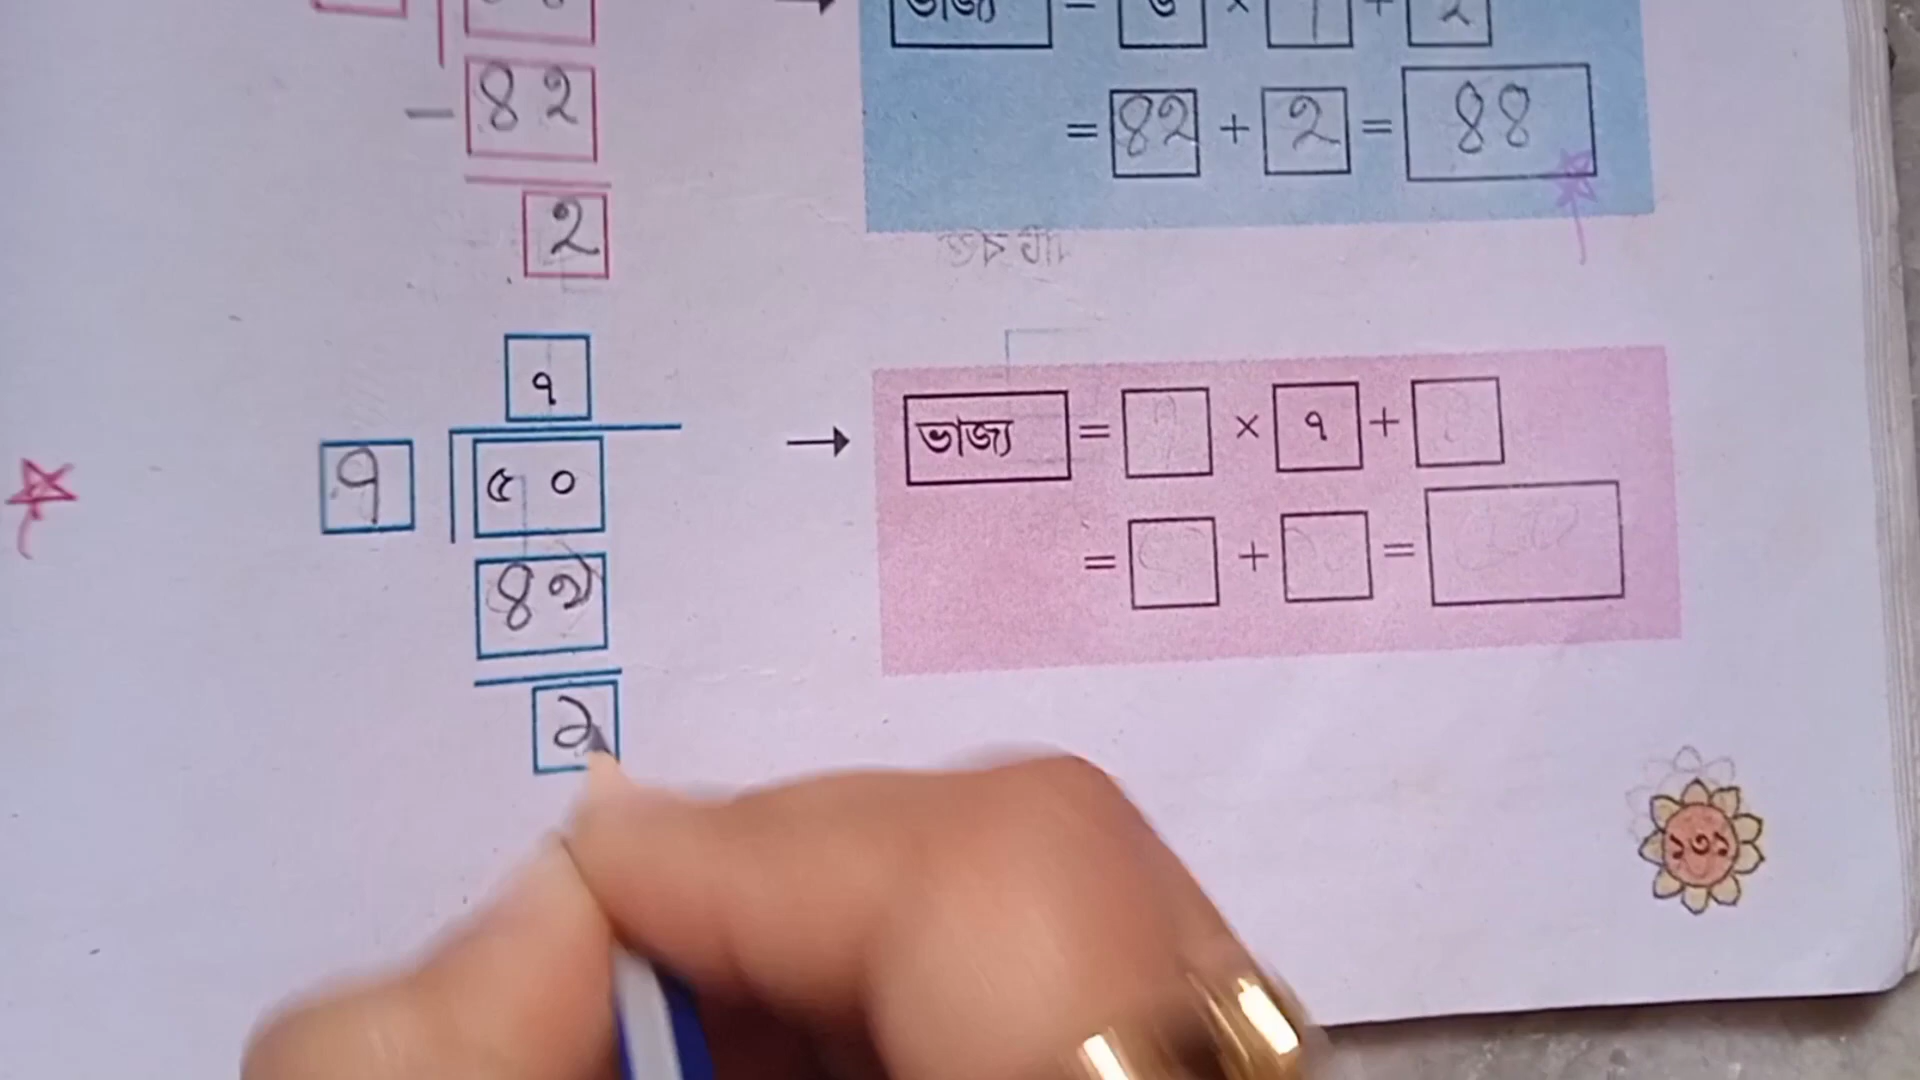 ভাজ্য = ৬ × ৭ + ২
- ৪২
= ৪২ + ২ = ৪৪
২
৭
৭ ৫০
ভাজ্য = × ৭ +
৪৯
= + =
১
১৩১